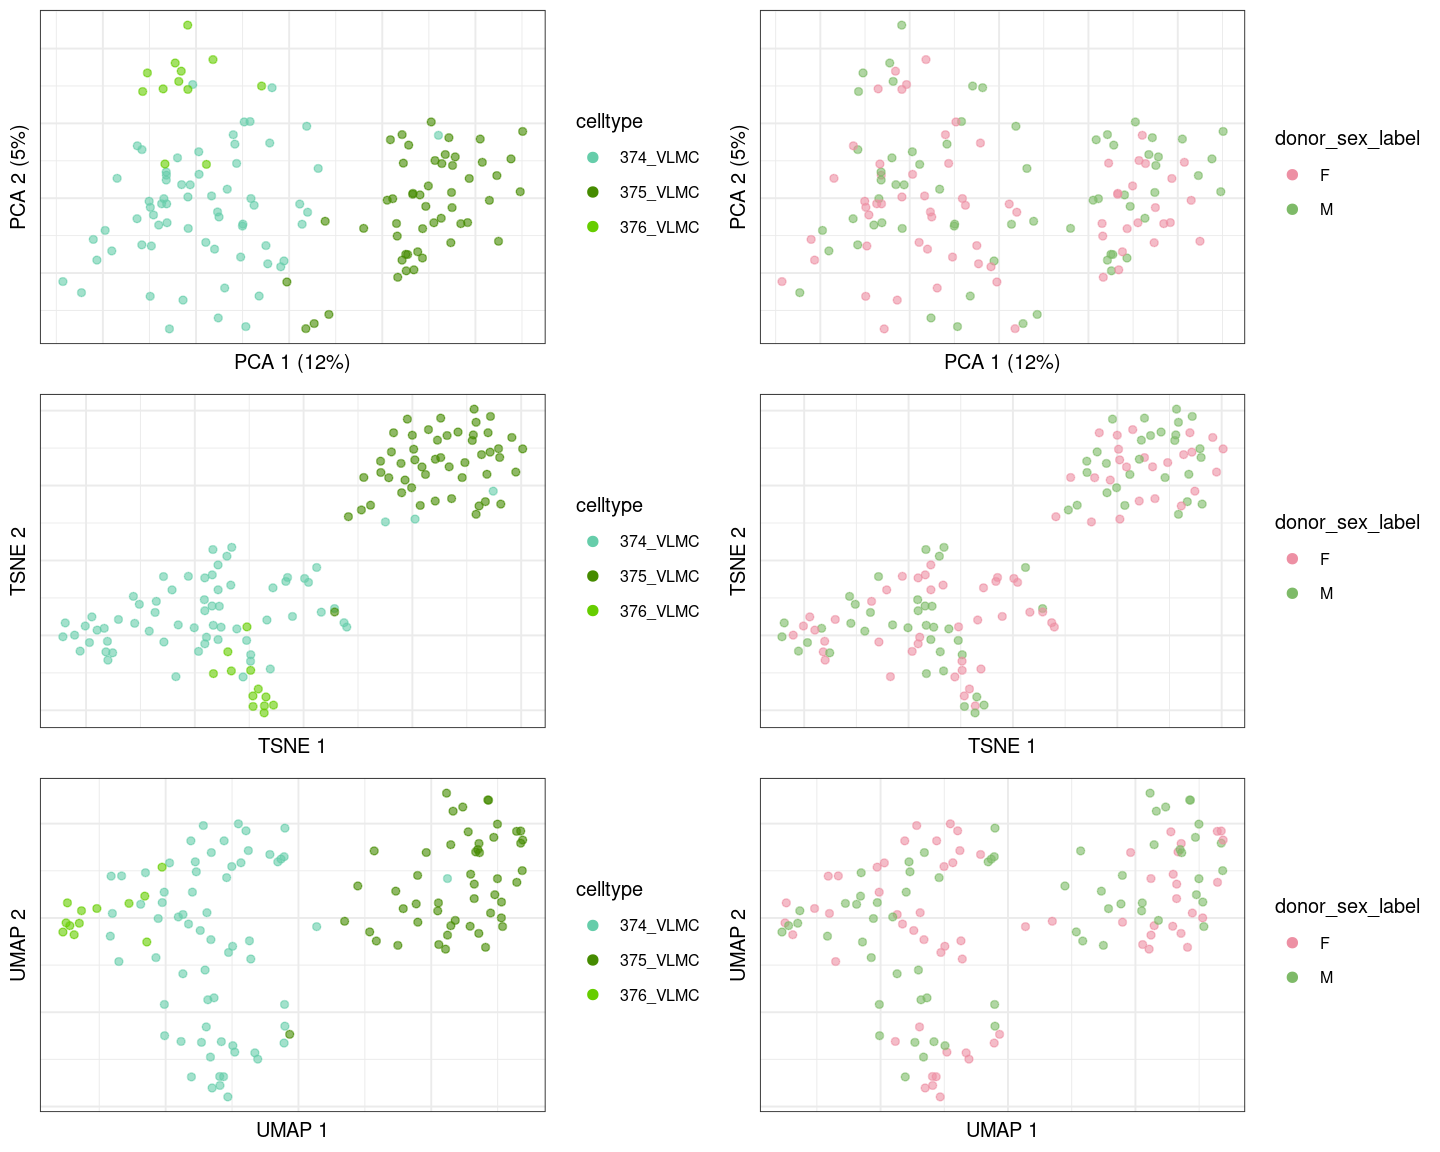 PCA 2 (5%)
PCA 1 (12%)
celltype
374_VLMC
375_VLMC
376_VLMC
PCA 2 (5%)
PCA 1 (12%)
donor_sex_label
F
M
TSNE 2
TSNE 1
celltype
374_VLMC
375_VLMC
376_VLMC
TSNE 2
TSNE 1
donor_sex_label
F
M
UMAP 2
UMAP 1
celltype
374_VLMC
375_VLMC
376_VLMC
UMAP 2
UMAP 1
donor_sex_label
F
M